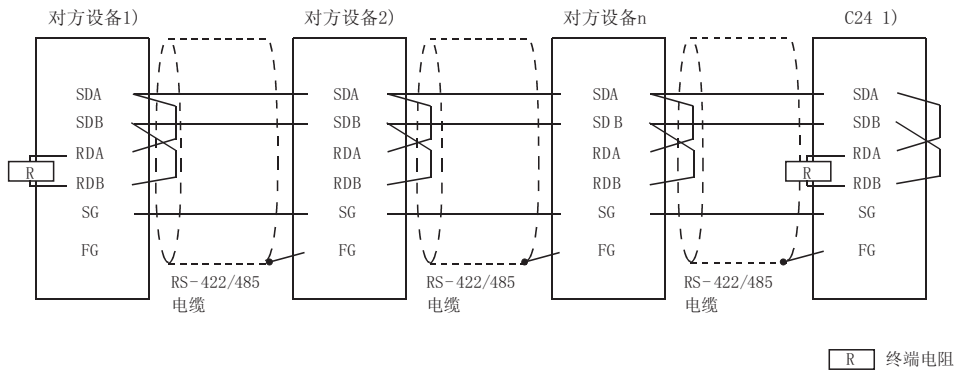 对方设备1)
对方设备2)
对方设备n
C24 1)
SDA
SDA
SDA
SDA
SDB
SDB
SD B
SDB
RDA
RDA
RDA
RDA
R
R
RDB
RDB
RDB
RDB
SG
SG
SG
SG
FG
FG
FG
FG
RS-422/485
电缆
RS-422/485
电缆
RS-422/485
电缆
R 终端电阻